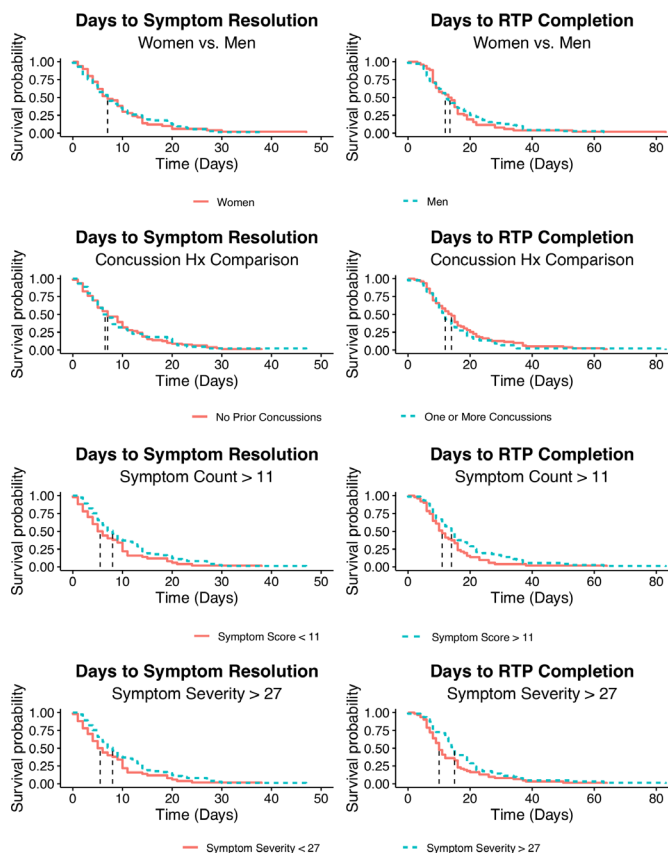 Days to Symptom Resolution
Women vs. Men
Survival probability
1.00
0.75
0.50
0.25
0.00
0 10 20 30 40 50
Time (Days)
Days to RTP Completion
Women vs. Men
Survival probability
1.00
0.75
0.50
0.25
0.00
0 20 40 60 80
Time (Days)
Women
Men
Days to Symptom Resolution
Concussion Hx Comparison
Survival probability
1.00
0.75
0.50
0.25
0.00
0 10 20 30 40 50
Time (Days)
Days to RTP Completion
Concussion Hx Comparison
Survival probability
1.00
0.75
0.50
0.25
0.00
0 20 40 60 80
Time (Days)
No Prior Concussions
One or More Concussions
Days to Symptom Resolution
Symptom Count > 11
Survival probability
1.00
0.75
0.50
0.25
0.00
0 10 20 30 40 50
Time (Days)
Days to RTP Completion
Symptom Count > 11
Survival probability
1.00
0.75
0.50
0.25
0.00
0 20 40 60 80
Time (Days)
Symptom Score < 11
Symptom Score > 11
Days to Symptom Resolution
Symptom Severity > 27
Survival probability
1.00
0.75
0.50
0.25
0.00
0 10 20 30 40 50
Time (Days)
Days to RTP Completion
Symptom Severity > 27
Survival probability
1.00
0.75
0.50
0.25
0.00
0 20 40 60 80
Time (Days)
Symptom Severity < 27
Symptom Severity > 27